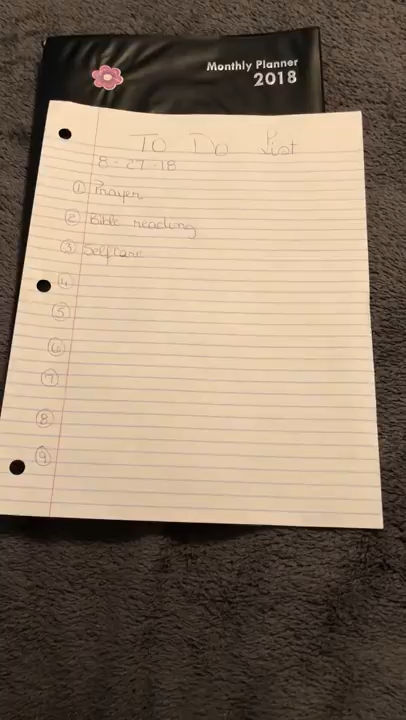 Monthly Planner
2018
To Do List
8-27-18
① Prayer
② Bible reading
③ Selfcare
④
⑤
⑥
⑦
⑧
⑨